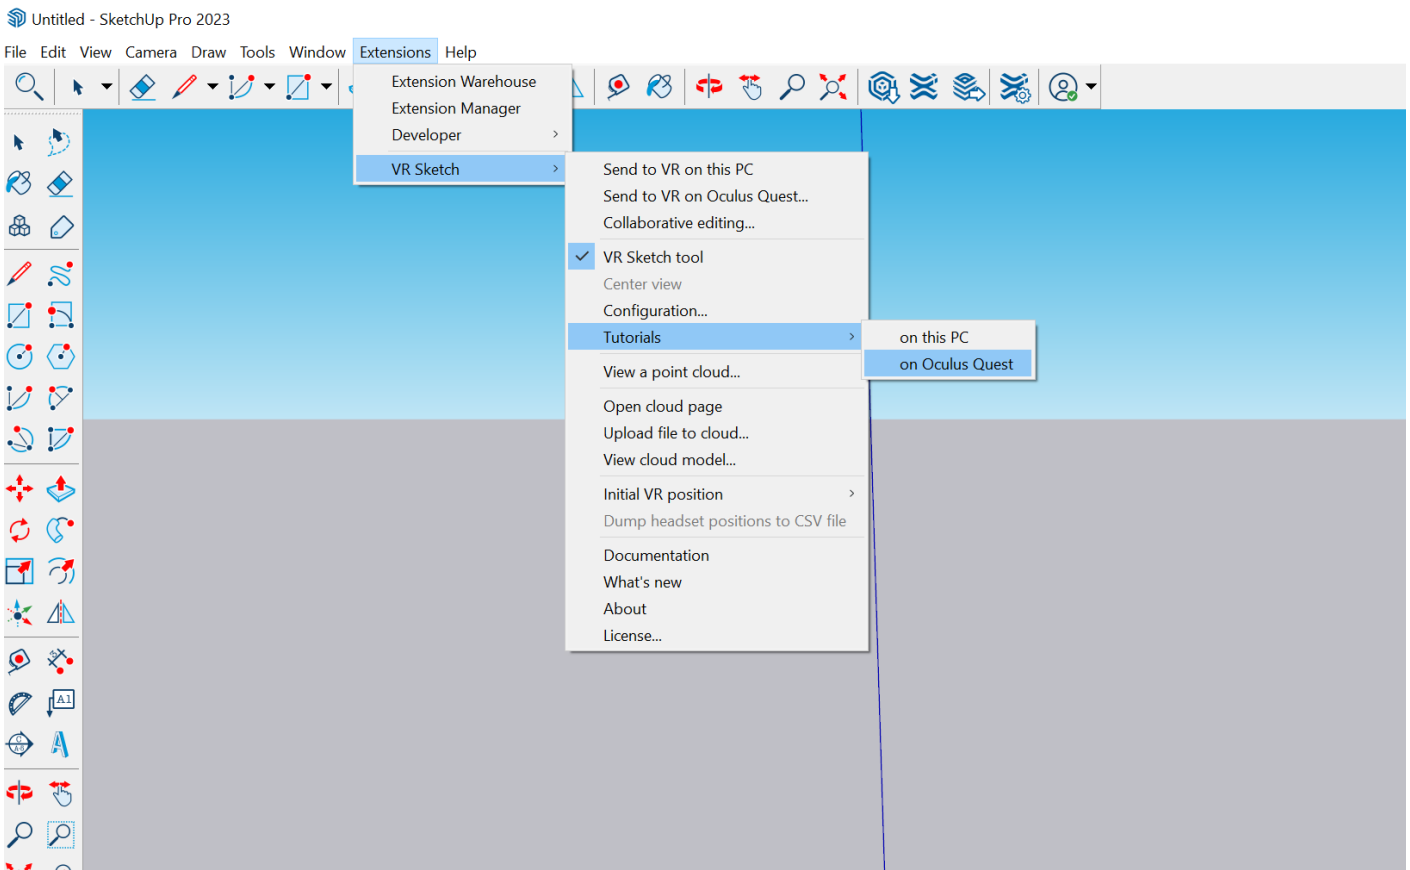 Untitled - SketchUp Pro 2023
File Edit View Camera Draw Tools Window Extensions Help
Extension Warehouse
Extension Manager
Developer
VR Sketch
Send to VR on this PC
Send to VR on Oculus Quest...
Collaborative editing...
VR Sketch tool
Center view
Configuration...
Tutorials
on this PC
on Oculus Quest
View a point cloud...
Open cloud page
Upload file to cloud...
View cloud model...
Initial VR position
Dump headset positions to CSV file
Documentation
What's new
About
License...
A1
C
A-B